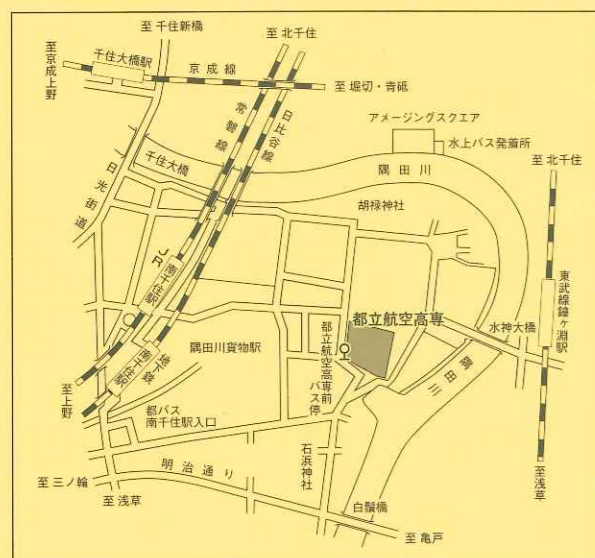 至 千住新橋
至 北千住
至京成上野
千住大橋駅
京成線
至 堀切・青砥
常磐線
日比谷線
アメージングスクエア
水上バス発着所
至 北千住
千住大橋
隅田川
日光街道
胡禄神社
東武線鐘ヶ淵駅
JR南千住駅
都立航空高専
水神大橋
隅田川貨物駅
都立航空高専前
バス停
隅田川
地下鉄
南千住駅
至上野
都バス
南千住駅入口
石浜神社
明治通り
至 三ノ輪
至 浅草
白鬚橋
至 亀戸
至浅草